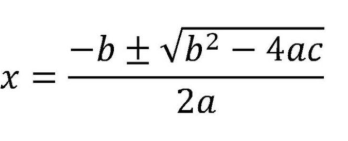 x = (-b ± √(b² − 4ac)) / 2a